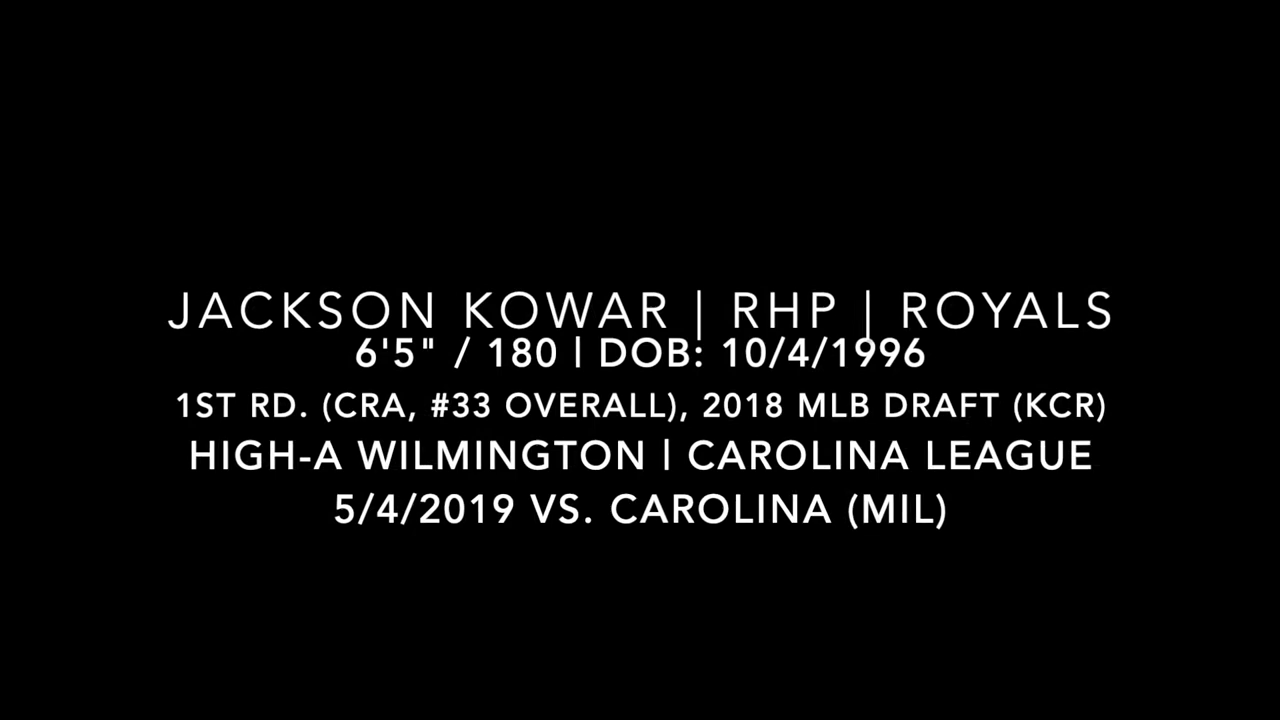 JACKSON KOWAR | RHP | ROYALS
6'5" / 180 | DOB: 10/4/1996
1ST RD. (CRA, #33 OVERALL), 2018 MLB DRAFT (KCR)
HIGH-A WILMINGTON | CAROLINA LEAGUE
5/4/2019 VS. CAROLINA (MIL)